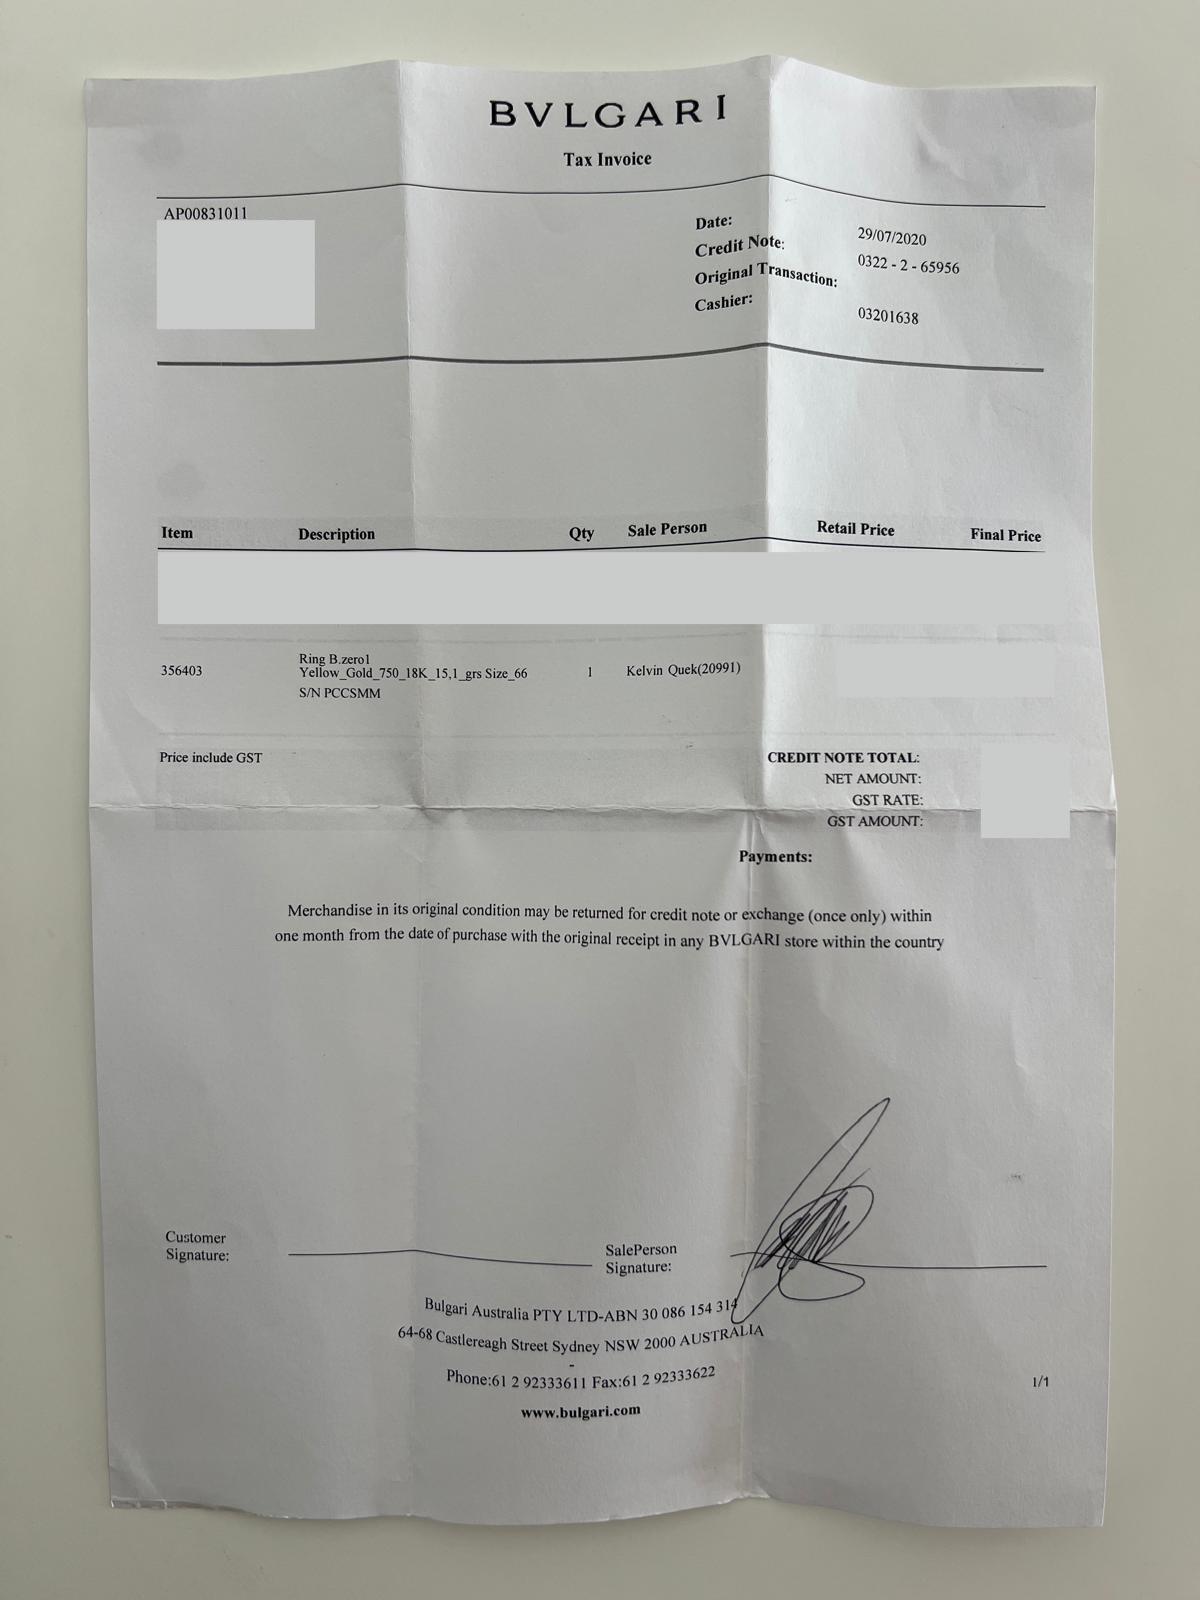 BVLGARI
Tax Invoice
AP00831011
Date: 29/07/2020
Credit Note: 0322 - 2 - 65956
Original Transaction:
Cashier: 03201638
Item Description Qty Sale Person Retail Price Final Price
Ring B.zero1
356403 Yellow_Gold_750_18K_15,1_grs Size_66 1 Kelvin Quek(20991)
S/N PCCSMM
Price include GST CREDIT NOTE TOTAL:
NET AMOUNT:
GST RATE:
GST AMOUNT:
Payments:
Merchandise in its original condition may be returned for credit note or exchange (once only) within
one month from the date of purchase with the original receipt in any BVLGARI store within the country
Customer
Signature:
SalePerson
Signature:
Bulgari Australia PTY LTD-ABN 30 086 154 314
64-68 Castlereagh Street Sydney NSW 2000 AUSTRALIA
-
Phone:61 2 92333611 Fax:61 2 92333622
1/1
www.bulgari.com